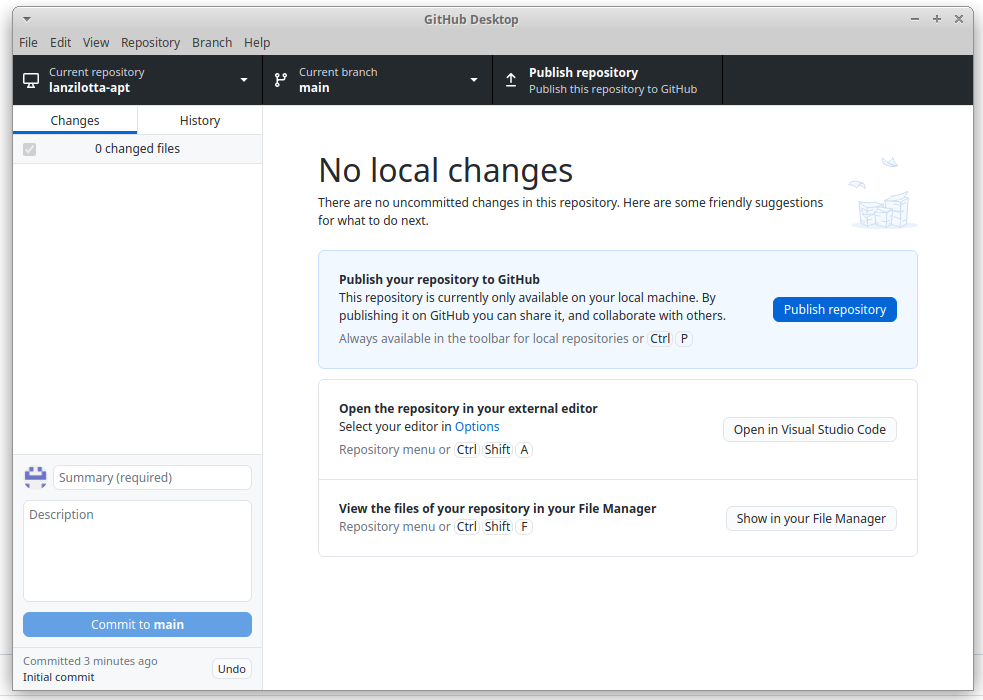 GitHub Desktop
File Edit View Repository Branch Help
Current repository
lanzilotta-apt
Current branch
main
Publish repository
Publish this repository to GitHub
Changes
History
0 changed files
No local changes
There are no uncommitted changes in this repository. Here are some friendly suggestions
for what to do next.
Publish your repository to GitHub
This repository is currently only available on your local machine. By
publishing it on GitHub you can share it, and collaborate with others.
Always available in the toolbar for local repositories or Ctrl P
Publish repository
Open the repository in your external editor
Select your editor in Options
Repository menu or Ctrl Shift A
Open in Visual Studio Code
View the files of your repository in your File Manager
Repository menu or Ctrl Shift F
Show in your File Manager
Summary (required)
Description
Commit to main
Committed 3 minutes ago
Initial commit
Undo